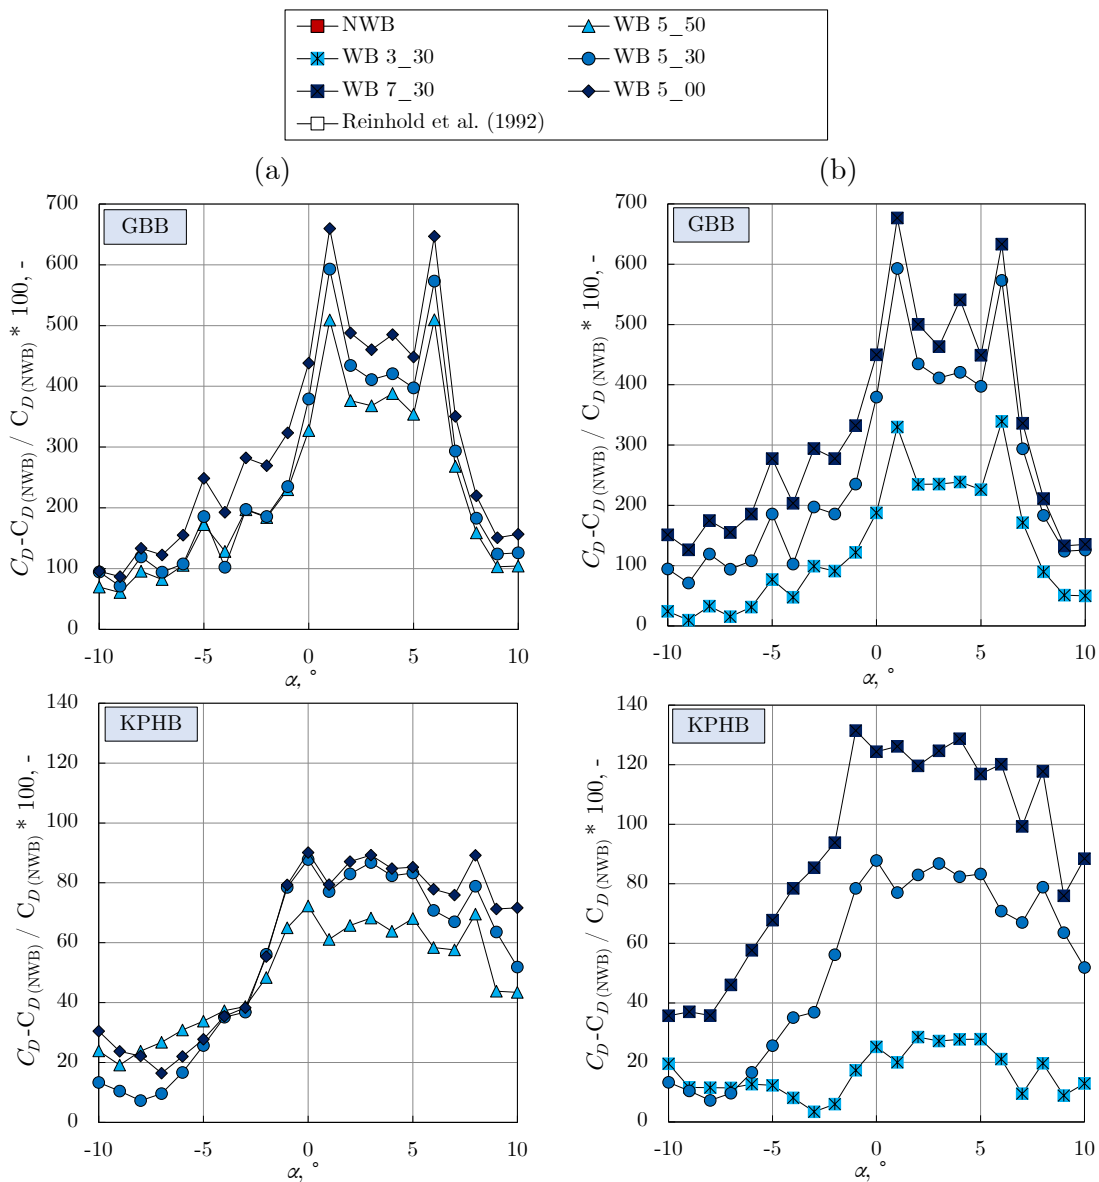 NWB
WB 5_50
WB 3_30
WB 5_30
WB 7_30
WB 5_00
Reinhold et al. (1992)
(a)
(b)
GBB
700
600
500
400
300
200
100
0
-10
-5
0
5
10
α, °
C_D-C_D (NWB) / C_D (NWB) * 100, -
GBB
700
600
500
400
300
200
100
0
-10
-5
0
5
10
α, °
C_D-C_D (NWB) / C_D (NWB) * 100, -
KPHB
140
120
100
80
60
40
20
0
-10
-5
0
5
10
α, °
C_D-C_D (NWB) / C_D (NWB) * 100, -
KPHB
140
120
100
80
60
40
20
0
-10
-5
0
5
10
α, °
C_D-C_D (NWB) / C_D (NWB) * 100, -